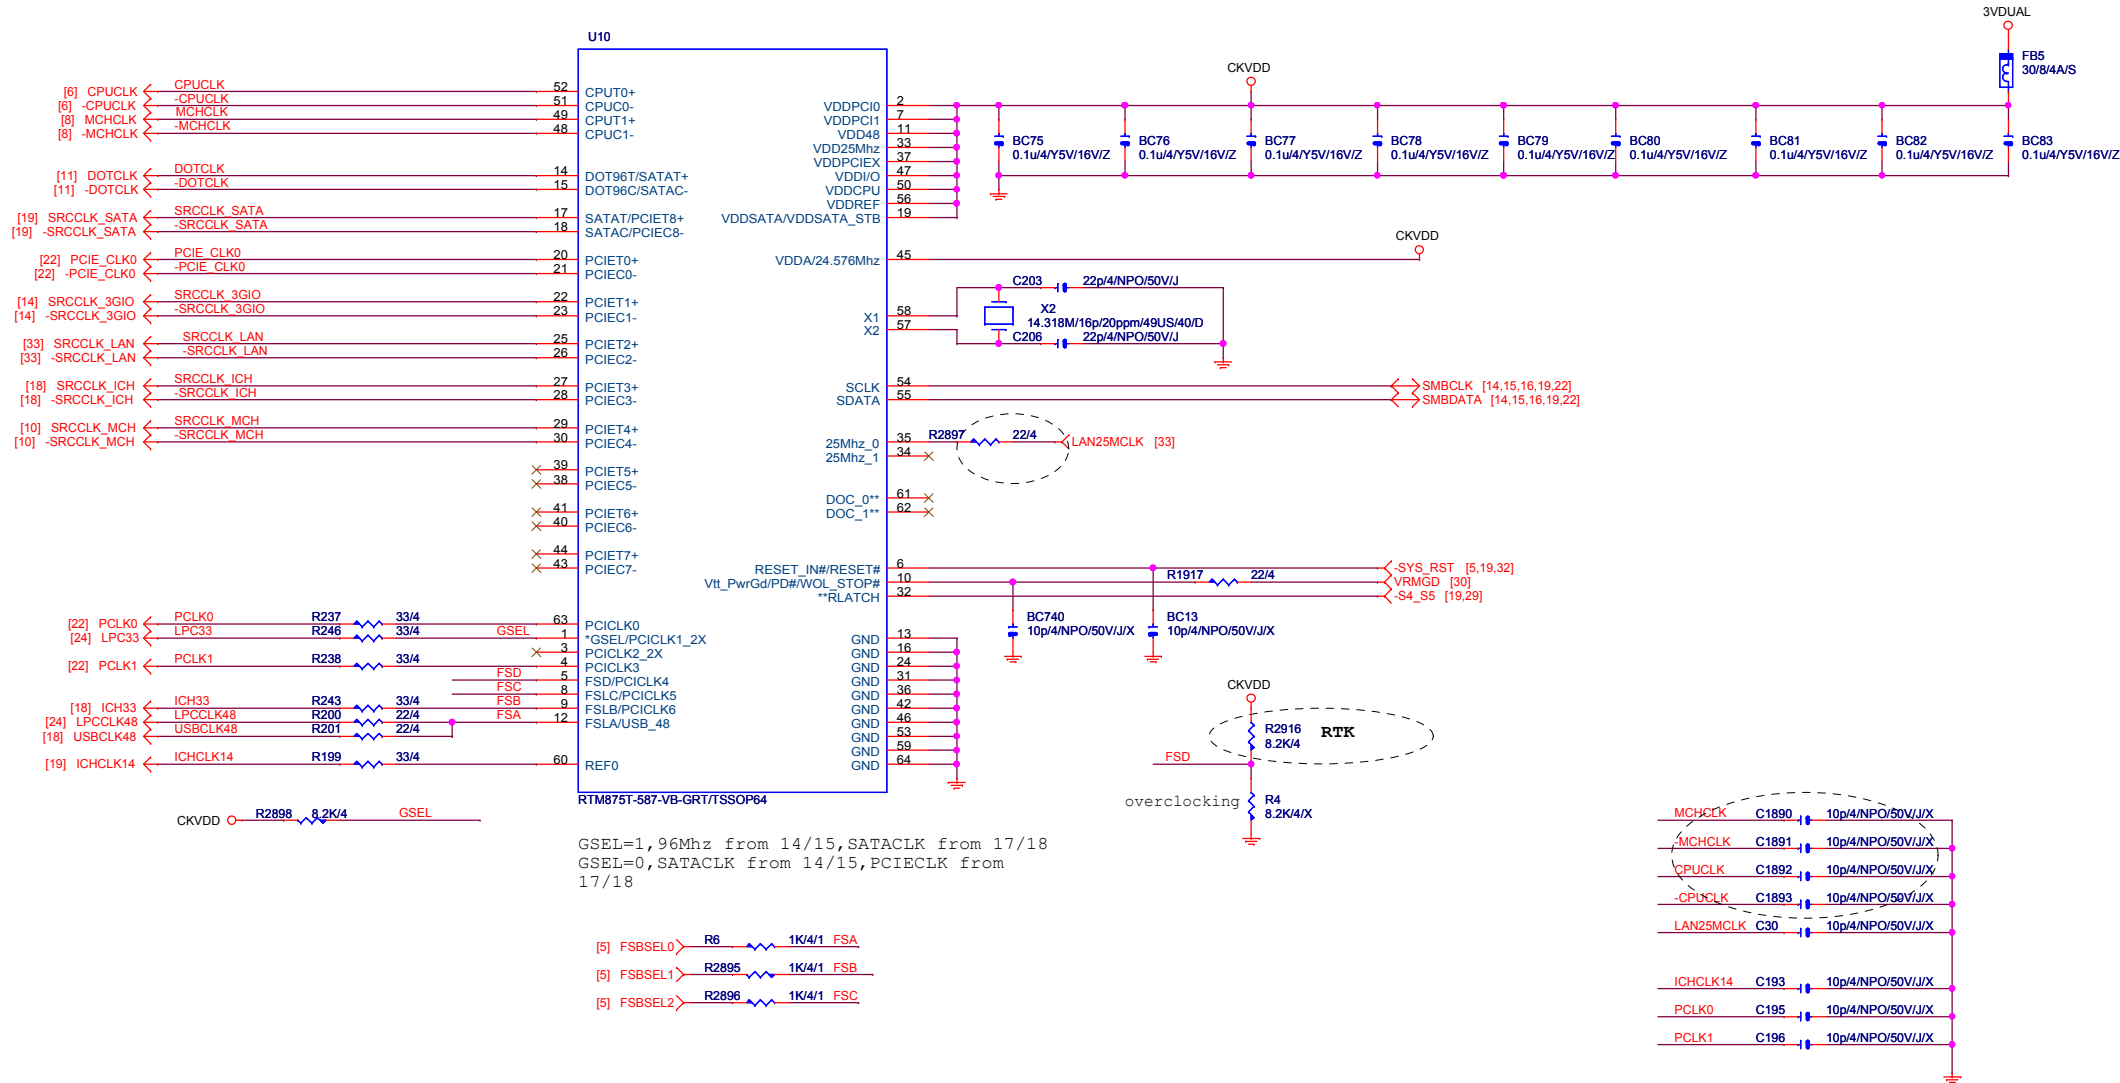 U10
[6] CPUCLK CPUCLK 52 CPUT0+
[6] -CPUCLK -CPUCLK 51 CPUC0-
[8] MCHCLK MCHCLK 49 CPUT1+
[8] -MCHCLK -MCHCLK 48 CPUC1-
[11] DOTCLK DOTCLK 14 DOT96T/SATAT+
[11] -DOTCLK -DOTCLK 15 DOT96C/SATAC-
[19] SRCCLK_SATA SRCCLK_SATA 17 SATAT/PCIET8+
[19] -SRCCLK_SATA -SRCCLK_SATA 18 SATAC/PCIEC8-
[22] PCIE_CLK0 PCIE_CLK0 20 PCIET0+
[22] -PCIE_CLK0 -PCIE_CLK0 21 PCIEC0-
[14] SRCCLK_3GIO SRCCLK_3GIO 22 PCIET1+
[14] -SRCCLK_3GIO -SRCCLK_3GIO 23 PCIEC1-
[33] SRCCLK_LAN SRCCLK_LAN 25 PCIET2+
[33] -SRCCLK_LAN -SRCCLK_LAN 26 PCIEC2-
[18] SRCCLK_ICH SRCCLK_ICH 27 PCIET3+
[18] -SRCCLK_ICH -SRCCLK_ICH 28 PCIEC3-
[10] SRCCLK_MCH SRCCLK_MCH 29 PCIET4+
[10] -SRCCLK_MCH -SRCCLK_MCH 30 PCIEC4-
39 PCIET5+
38 PCIEC5-
41 PCIET6+
40 PCIEC6-
44 PCIET7+
43 PCIEC7-
[22] PCLK0 PCLK0 R237 33/4 63 PCICLK0
[24] LPC33 LPC33 R246 33/4 GSEL 1 *GSEL/PCICLK1_2X
3 PCICLK2_2X
[22] PCLK1 PCLK1 R238 33/4 4 PCICLK3
FSD 5 FSD/PCICLK4
FSC 8 FSLC/PCICLK5
[18] ICH33 ICH33 R243 33/4 FSB 9 FSLB/PCICLK6
[24] LPCCLK48 LPCCLK48 R200 22/4 FSA 12 FSLA/USB_48
[18] USBCLK48 USBCLK48 R201 22/4
[19] ICHCLK14 ICHCLK14 R199 33/4 60 REF0
RTM875T-587-VB-GRT/TSSOP64
CKVDD R2898 8.2K/4 GSEL
GSEL=1,96Mhz from 14/15,SATACLK from 17/18
GSEL=0,SATACLK from 14/15,PCIECLK from
17/18
[5] FSBSEL0 R6 1K/4/1 FSA
[5] FSBSEL1 R2895 1K/4/1 FSB
[5] FSBSEL2 R2896 1K/4/1 FSC
VDDPCI0 2
VDDPCI1 7
VDD48 11
VDD25Mhz 33
VDDPCIEX 37
VDDI/O 47
VDDCPU 50
VDDREF 56
VDDSATA/VDDSATA_STB 19
VDDA/24.576Mhz 45
CKVDD
3VDUAL
FB5
30/8/4A/S
CKVDD
BC75 BC76 BC77 BC78 BC79 BC80 BC81 BC82 BC83
0.1u/4/Y5V/16V/Z 0.1u/4/Y5V/16V/Z 0.1u/4/Y5V/16V/Z 0.1u/4/Y5V/16V/Z 0.1u/4/Y5V/16V/Z 0.1u/4/Y5V/16V/Z 0.1u/4/Y5V/16V/Z 0.1u/4/Y5V/16V/Z 0.1u/4/Y5V/16V/Z
C203 22p/4/NPO/50V/J
X1 58
X2
14.318M/16p/20ppm/49US/40/D
X2 57
C206 22p/4/NPO/50V/J
SCLK 54 SMBCLK [14,15,16,19,22]
SDATA 55 SMBDATA [14,15,16,19,22]
25Mhz_0 35 R2897 22/4 LAN25MCLK [33]
25Mhz_1 34
DOC_0** 61
DOC_1** 62
RESET_IN#/RESET# 6 -SYS_RST [5,19,32]
Vtt_PwrGd/PD#/WOL_STOP# 10 R1917 22/4 VRMGD [30]
**RLATCH 32 -S4_S5 [19,29]
BC740 BC13
10p/4/NPO/50V/J/X 10p/4/NPO/50V/J/X
GND 13
GND 16
GND 24
GND 31
GND 36
GND 42
GND 46
GND 53
GND 59
GND 64
CKVDD
R2916 RTK
8.2K/4
FSD
overclocking R4
8.2K/4/X
MCHCLK C1890 10p/4/NPO/50V/J/X
-MCHCLK C1891 10p/4/NPO/50V/J/X
CPUCLK C1892 10p/4/NPO/50V/J/X
-CPUCLK C1893 10p/4/NPO/50V/J/X
LAN25MCLK C30 10p/4/NPO/50V/J/X
ICHCLK14 C193 10p/4/NPO/50V/J/X
PCLK0 C195 10p/4/NPO/50V/J/X
PCLK1 C196 10p/4/NPO/50V/J/X